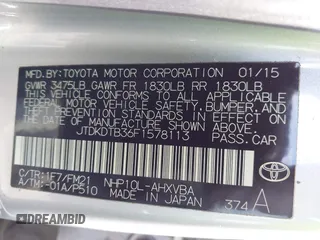 MFD.BY:TOYOTA MOTOR CORPORATION 01/15
GVWR 3475LB GAWR FR 1830LB RR 1830LB
THIS VEHICLE CONFORMS TO ALL APPLICABLE
FEDERAL MOTOR VEHICLE SAFETY, BUMPER, AND THEFT PREVENTION
STANDARDS IN EFFECT ON THE DATE OF
MANUFACTURE SHOWN ABOVE.
JTDKDTB36F1578113 PASS.CAR
C/TR:1F7/FM21 NHP10L-AHXVBA
A/TM:-01A/P510 MADE IN JAPAN 374 A
TOYOTA
DEALERCAR